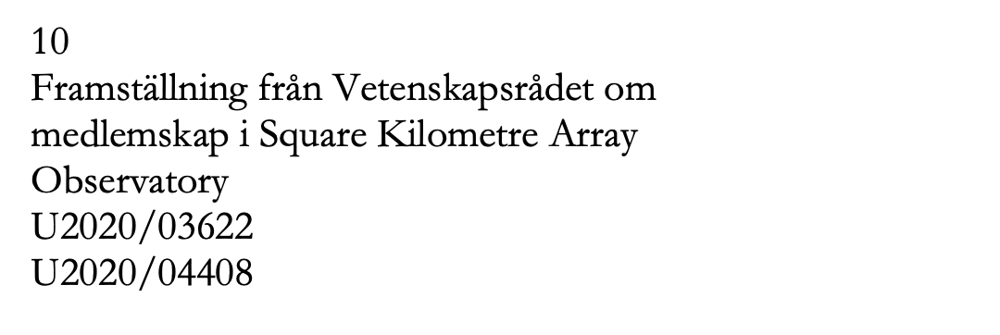 10
Framställning från Vetenskapsrådet om
medlemskap i Square Kilometre Array
Observatory
U2020/03622
U2020/04408